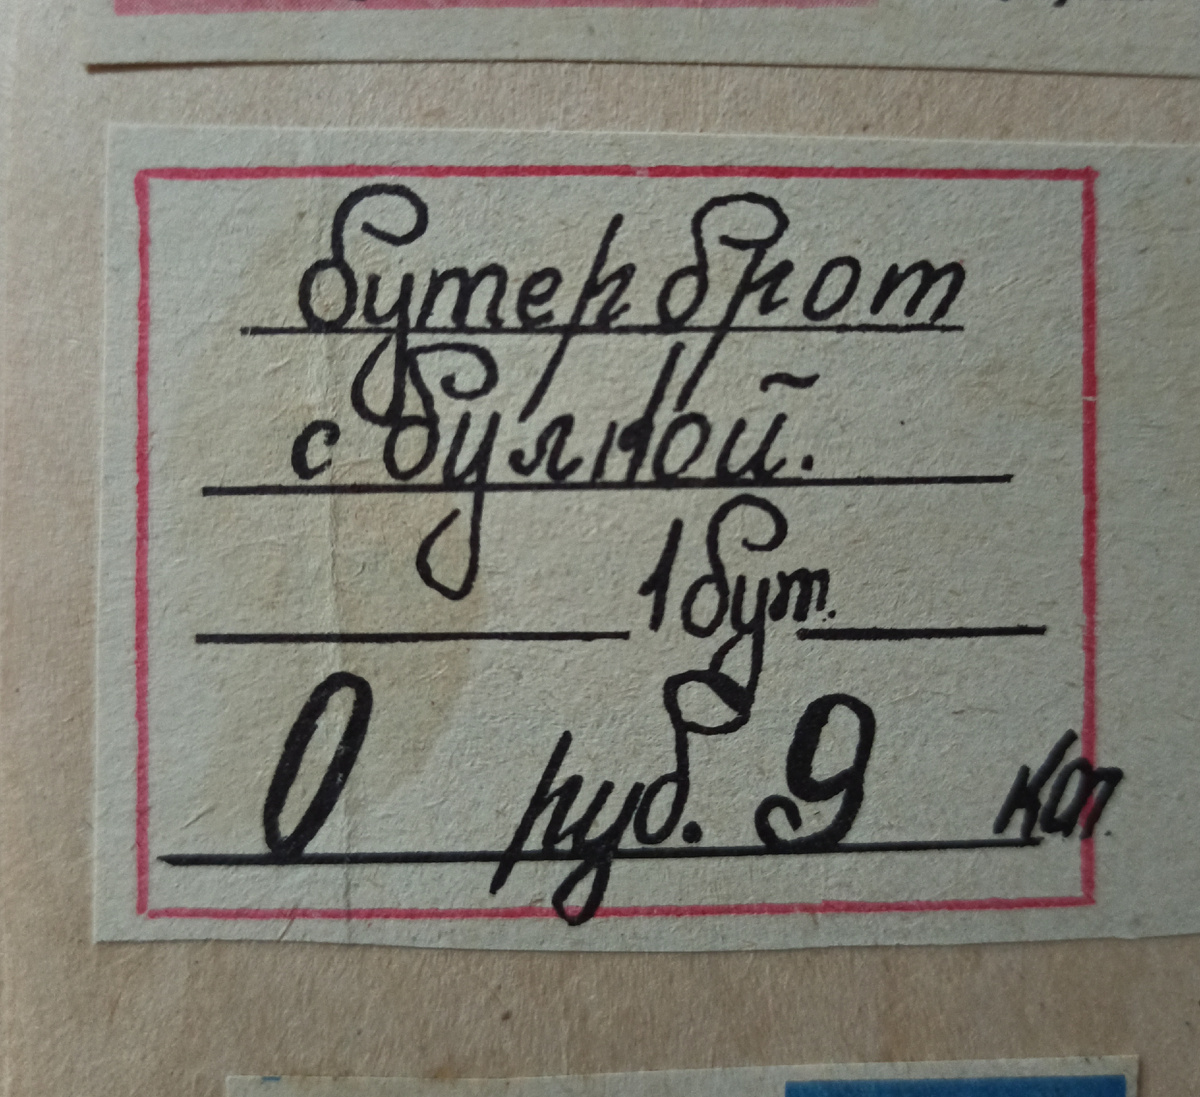 бутерброт
с булкой.
1 бут.
0 руб. 9 коп.